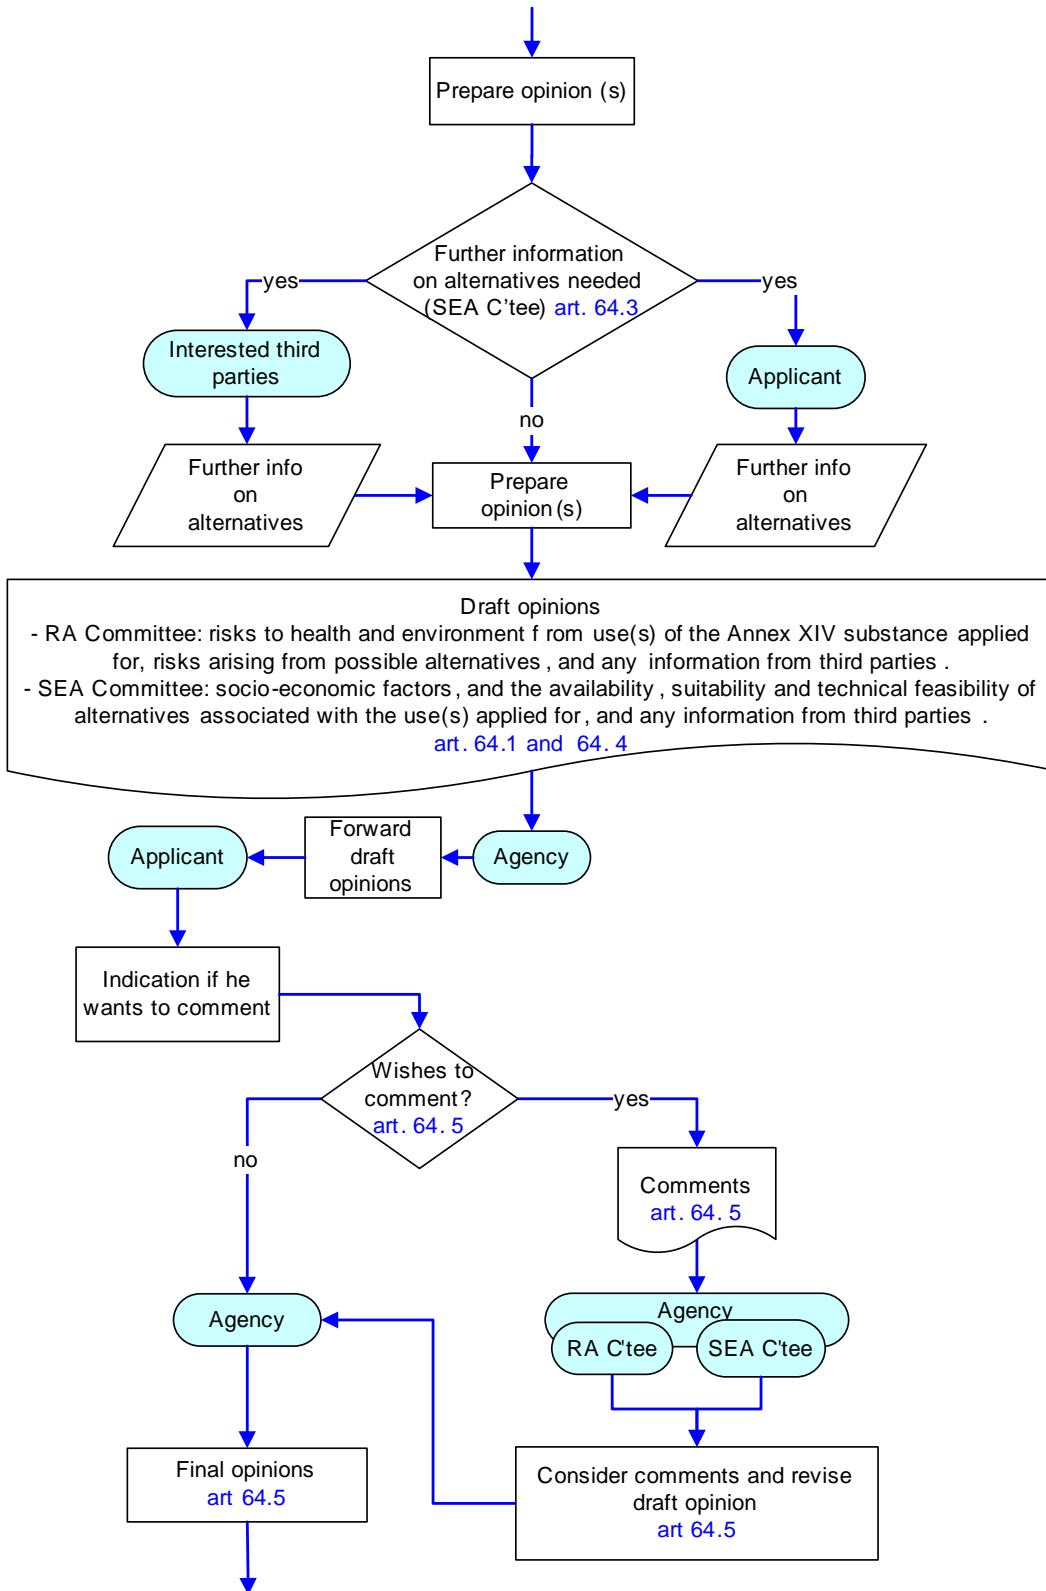 Prepare opinion (s)
Further information
on alternatives needed
(SEA C'tee) art. 64.3
yes
yes
Interested third
parties
Applicant
no
Further info
on
alternatives
Prepare
opinion (s)
Further info
on
alternatives
Draft opinions
- RA Committee: risks to health and environment f rom use(s) of the Annex XIV substance applied
for, risks arising from possible alternatives , and any information from third parties .
- SEA Committee: socio-economic factors , and the availability , suitability and technical feasibility of
alternatives associated with the use(s) applied for , and any information from third parties .
art. 64.1 and 64. 4
Applicant
Forward
draft
opinions
Agency
Indication if he
wants to comment
Wishes to
comment?
art. 64. 5
yes
no
Comments
art. 64. 5
Agency
Agency
RA C'tee
SEA C'tee
Final opinions
art 64.5
Consider comments and revise
draft opinion
art 64.5